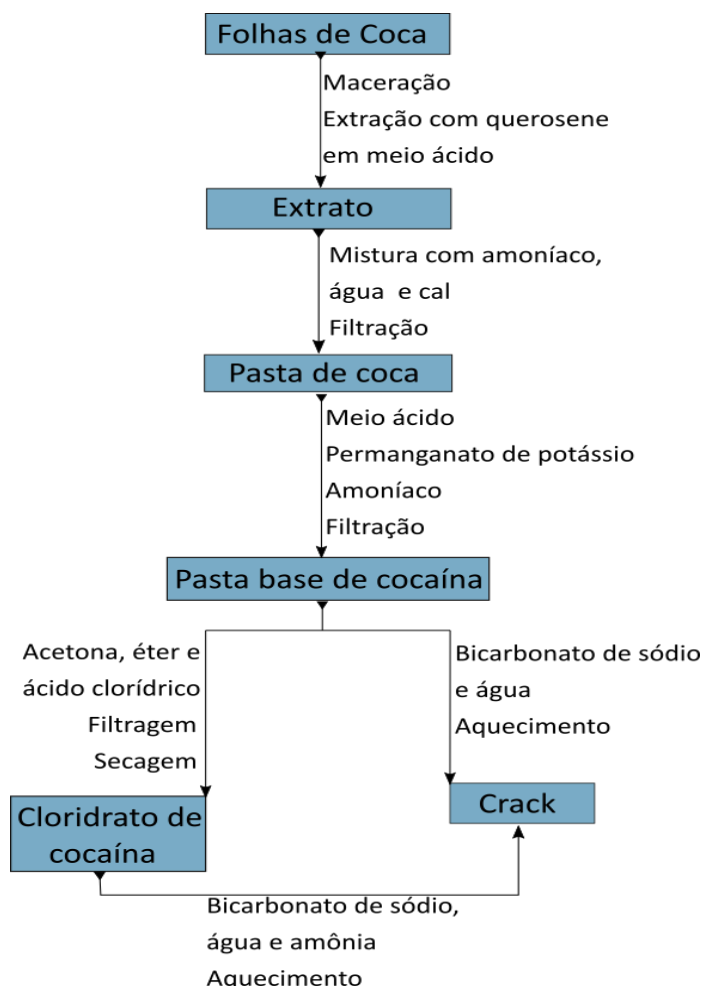 Folhas de Coca
Maceração
Extração com querosene
em meio ácido
Extrato
Mistura com amoníaco,
água e cal
Filtração
Pasta de coca
Meio ácido
Permanganato de potássio
Amoníaco
Filtração
Pasta base de cocaína
Acetona, éter e
ácido clorídrico
Filtragem
Secagem
Bicarbonato de sódio
e água
Aquecimento
Cloridrato de
cocaína
Crack
Bicarbonato de sódio,
água e amônia
Aquecimento